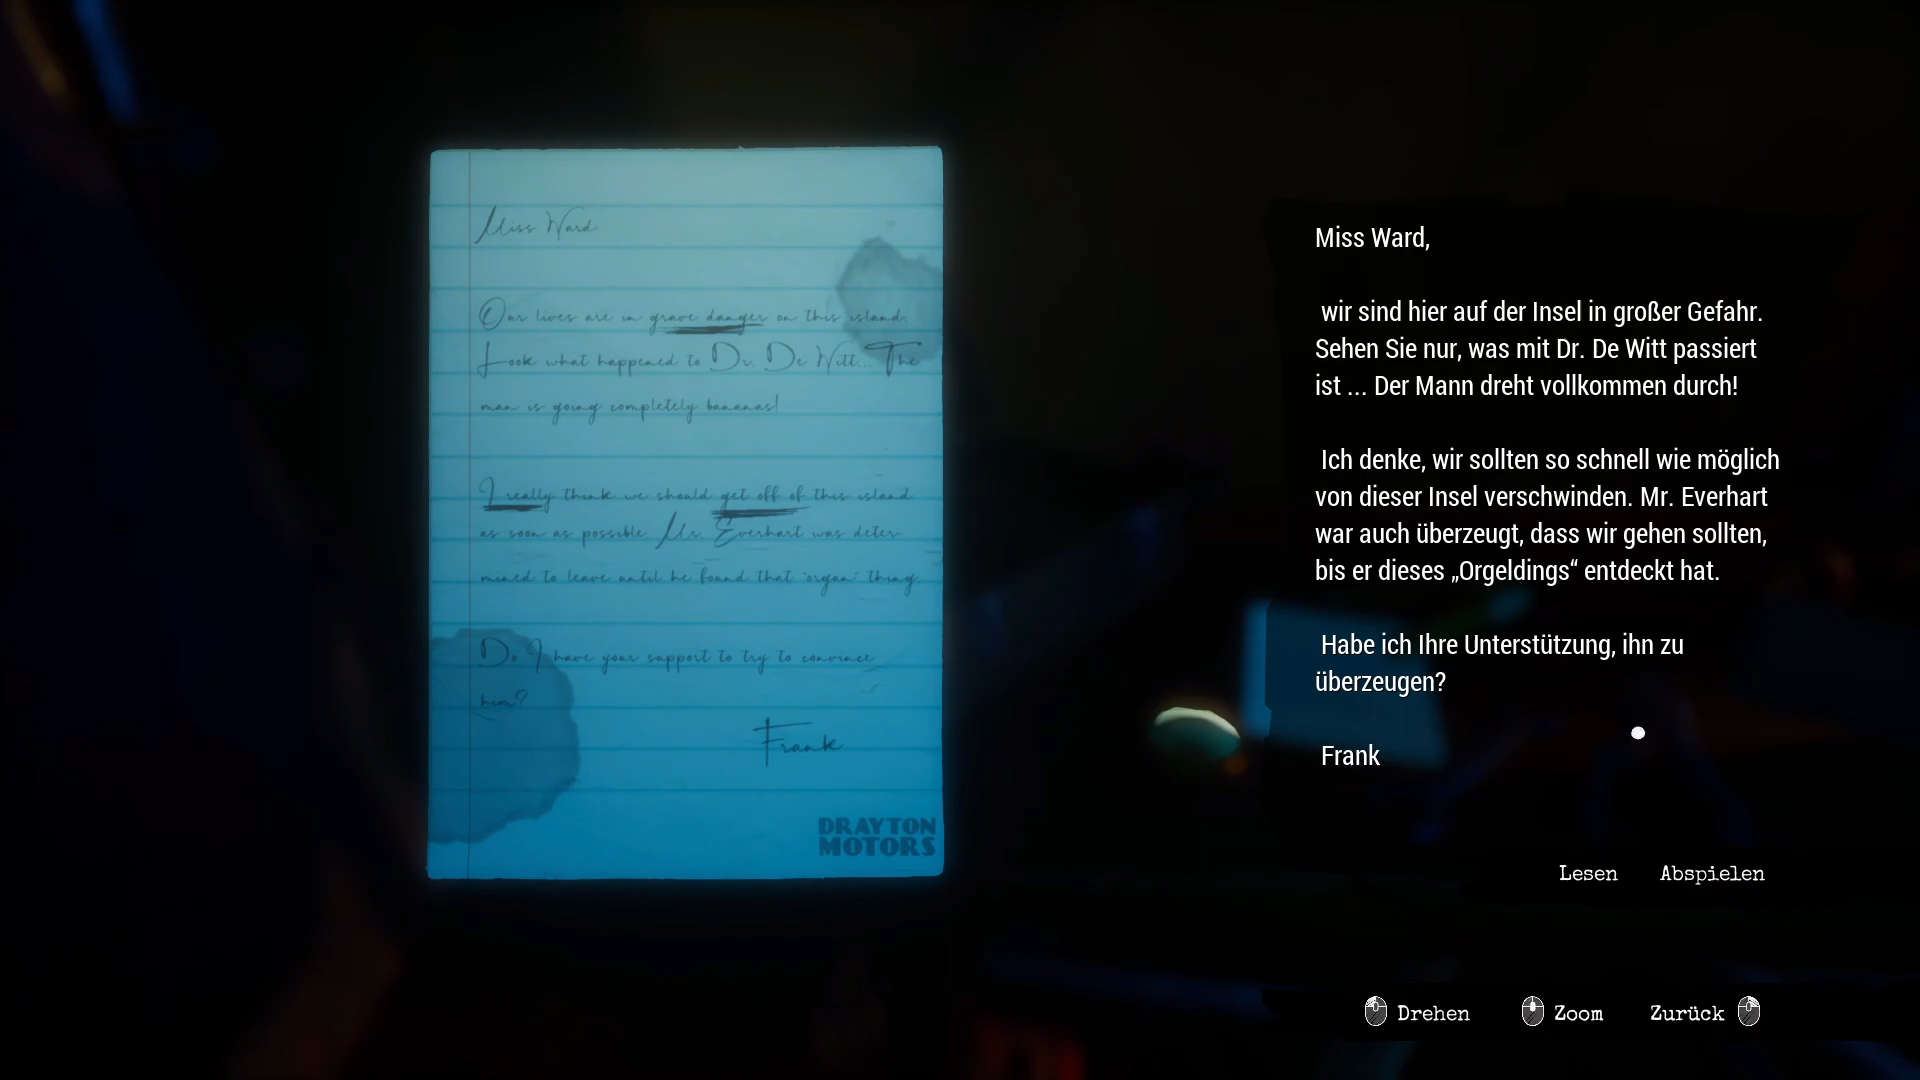 Miss Ward
Our lives are in grave danger on this island.
Look what happened to Dr. De Witt... The
man is going completely bananas!
I really think we should get off of this island
as soon as possible. Mr. Everhart was deter-
mined to leave until he found that "organ" thing
Do I have your support to try to convince
him?
Frank
DRAYTON
MOTORS
Miss Ward,
wir sind hier auf der Insel in großer Gefahr.
Sehen Sie nur, was mit Dr. De Witt passiert
ist ... Der Mann dreht vollkommen durch!
Ich denke, wir sollten so schnell wie möglich
von dieser Insel verschwinden. Mr. Everhart
war auch überzeugt, dass wir gehen sollten,
bis er dieses „Orgeldings“ entdeckt hat.
Habe ich Ihre Unterstützung, ihn zu
überzeugen?
Frank
Lesen Abspielen
Drehen Zoom Zurück